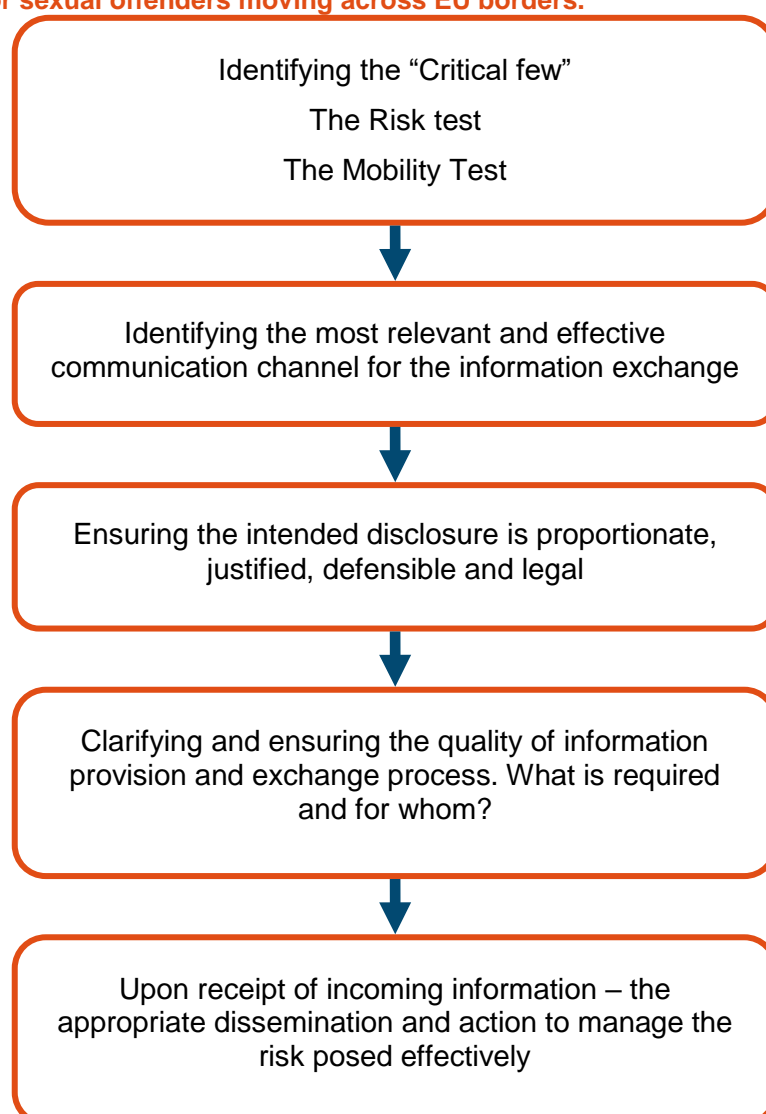 or sexual offenders moving across EU borders.
Identifying the “Critical few”
The Risk test
The Mobility Test
Identifying the most relevant and effective
communication channel for the information exchange
Ensuring the intended disclosure is proportionate,
justified, defensible and legal
Clarifying and ensuring the quality of information
provision and exchange process. What is required
and for whom?
Upon receipt of incoming information – the
appropriate dissemination and action to manage the
risk posed effectively